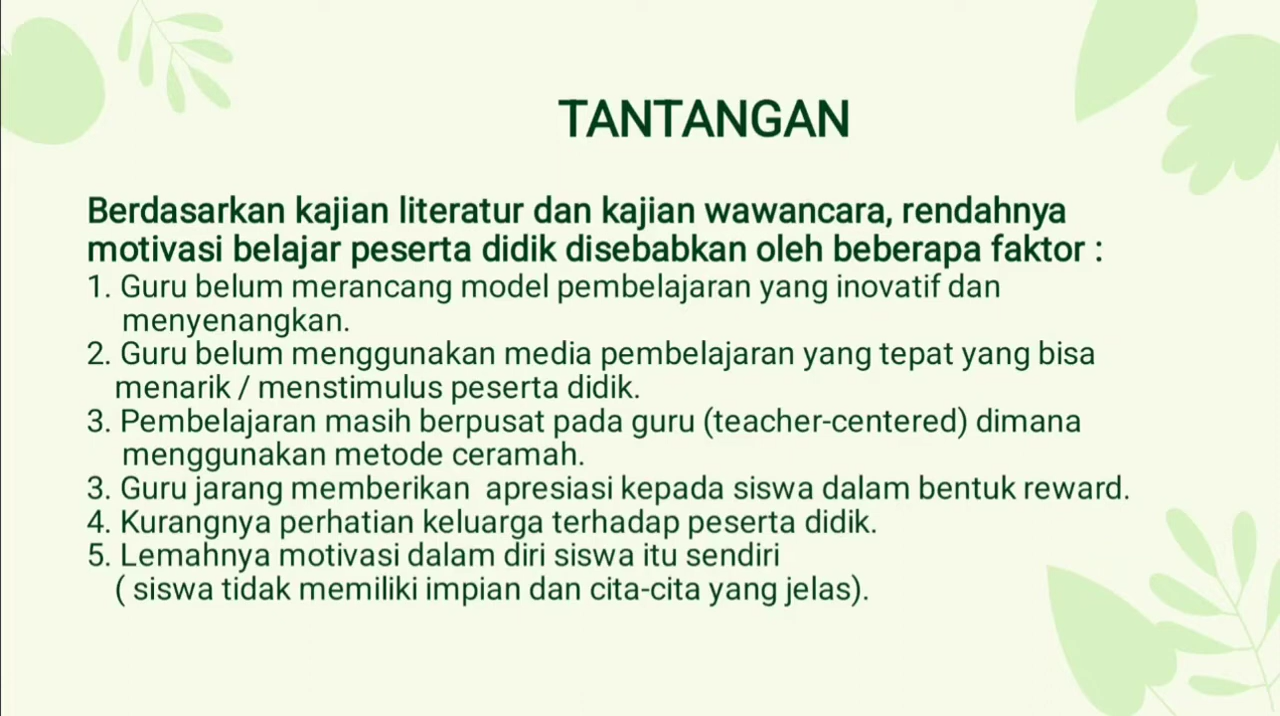 TANTANGAN
Berdasarkan kajian literatur dan kajian wawancara, rendahnya
motivasi belajar peserta didik disebabkan oleh beberapa faktor :
1. Guru belum merancang model pembelajaran yang inovatif dan
menyenangkan.
2. Guru belum menggunakan media pembelajaran yang tepat yang bisa
menarik / menstimulus peserta didik.
3. Pembelajaran masih berpusat pada guru (teacher-centered) dimana
menggunakan metode ceramah.
3. Guru jarang memberikan  apresiasi kepada siswa dalam bentuk reward.
4. Kurangnya perhatian keluarga terhadap peserta didik.
5. Lemahnya motivasi dalam diri siswa itu sendiri
( siswa tidak memiliki impian dan cita-cita yang jelas).